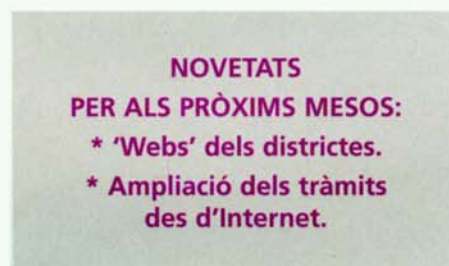 NOVETATS
PER ALS PRÒXIMS MESOS:
* ‘Webs’ dels districtes.
* Ampliació dels tràmits
des d’Internet.